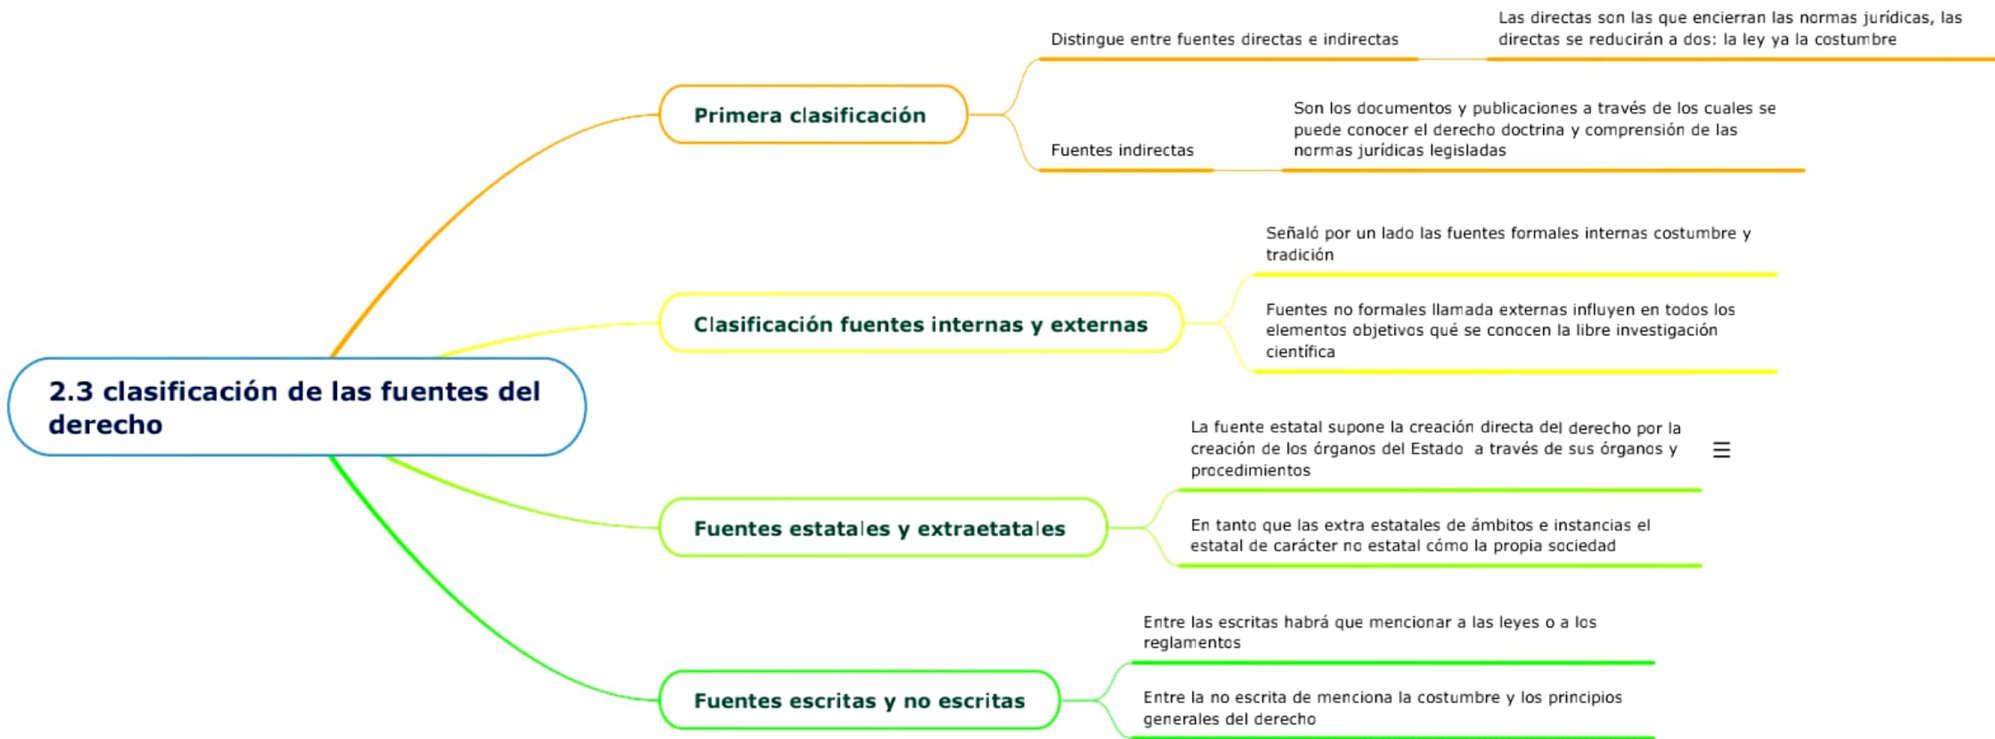 2.3 clasificación de las fuentes del
derecho
Primera clasificación
Distingue entre fuentes directas e indirectas
Las directas son las que encierran las normas jurídicas, las
directas se reducirán a dos: la ley ya la costumbre
Fuentes indirectas
Son los documentos y publicaciones a través de los cuales se
puede conocer el derecho doctrina y comprensión de las
normas jurídicas legisladas
Clasificación fuentes internas y externas
Señaló por un lado las fuentes formales internas costumbre y
tradición
Fuentes no formales llamada externas influyen en todos los
elementos objetivos qué se conocen la libre investigación
científica
Fuentes estatales y extraetatales
La fuente estatal supone la creación directa del derecho por la
creación de los órganos del Estado  a través de sus órganos y
procedimientos
En tanto que las extra estatales de ámbitos e instancias el
estatal de carácter no estatal cómo la propia sociedad
Fuentes escritas y no escritas
Entre las escritas habrá que mencionar a las leyes o a los
reglamentos
Entre la no escrita de menciona la costumbre y los principios
generales del derecho